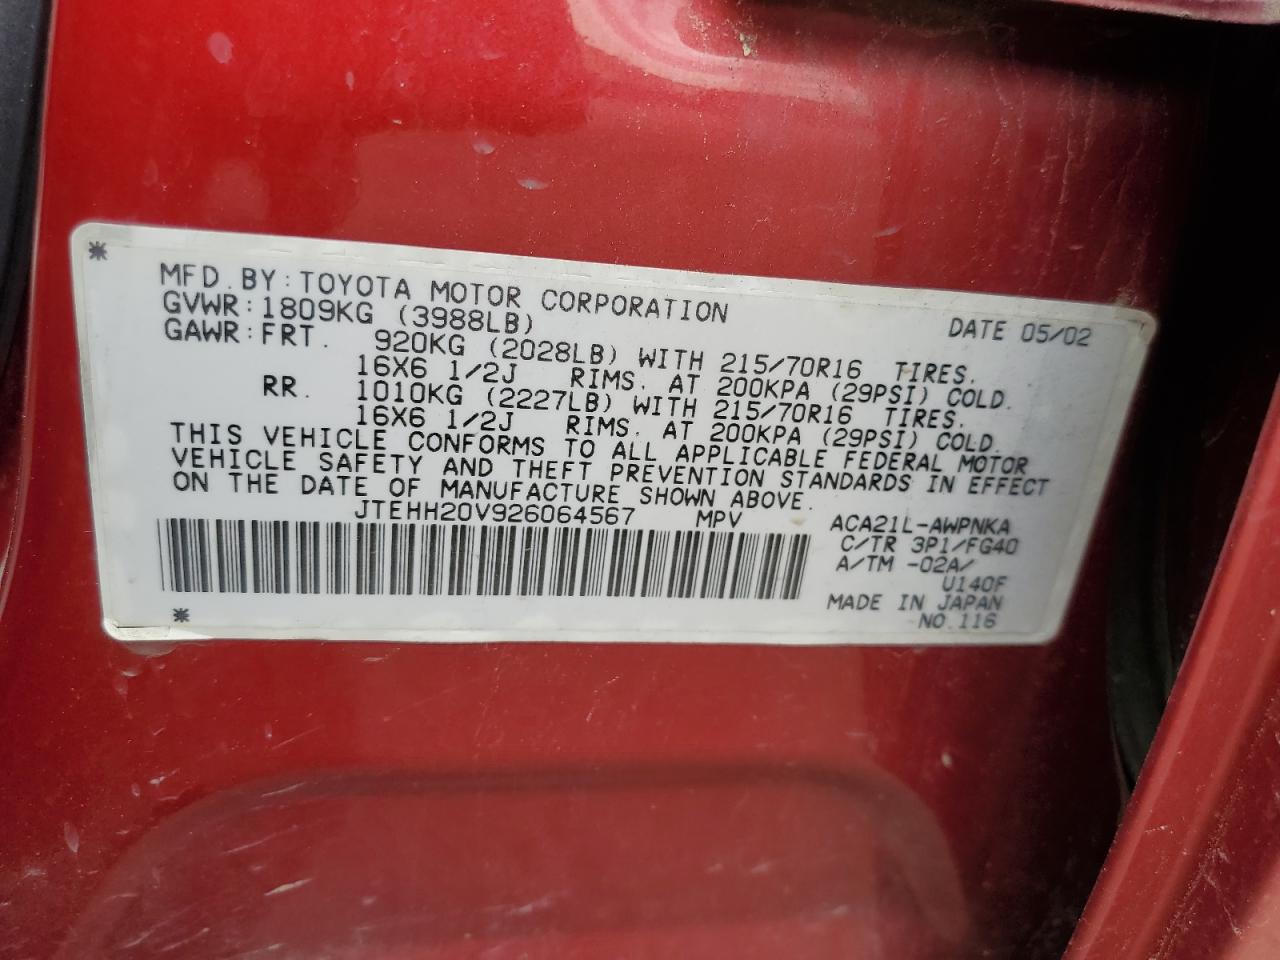 MFD. BY: TOYOTA MOTOR CORPORATION DATE 05/02
GVWR: 1809KG (3988LB)
GAWR: FRT. 920KG (2028LB) WITH 215/70R16 TIRES.
16X6 1/2J RIMS. AT 200KPA (29PSI) COLD.
RR. 1010KG (2227LB) WITH 215/70R16 TIRES.
16X6 1/2J RIMS. AT 200KPA (29PSI) COLD.
THIS VEHICLE CONFORMS TO ALL APPLICABLE FEDERAL MOTOR
VEHICLE SAFETY AND THEFT PREVENTION STANDARDS IN EFFECT
ON THE DATE OF MANUFACTURE SHOWN ABOVE.
JTEHH20V926064567 MPV
ACA21L-AWPNKA
C/TR 3P1/FG40
A/TM -02A/
U140F
MADE IN JAPAN
NO.116